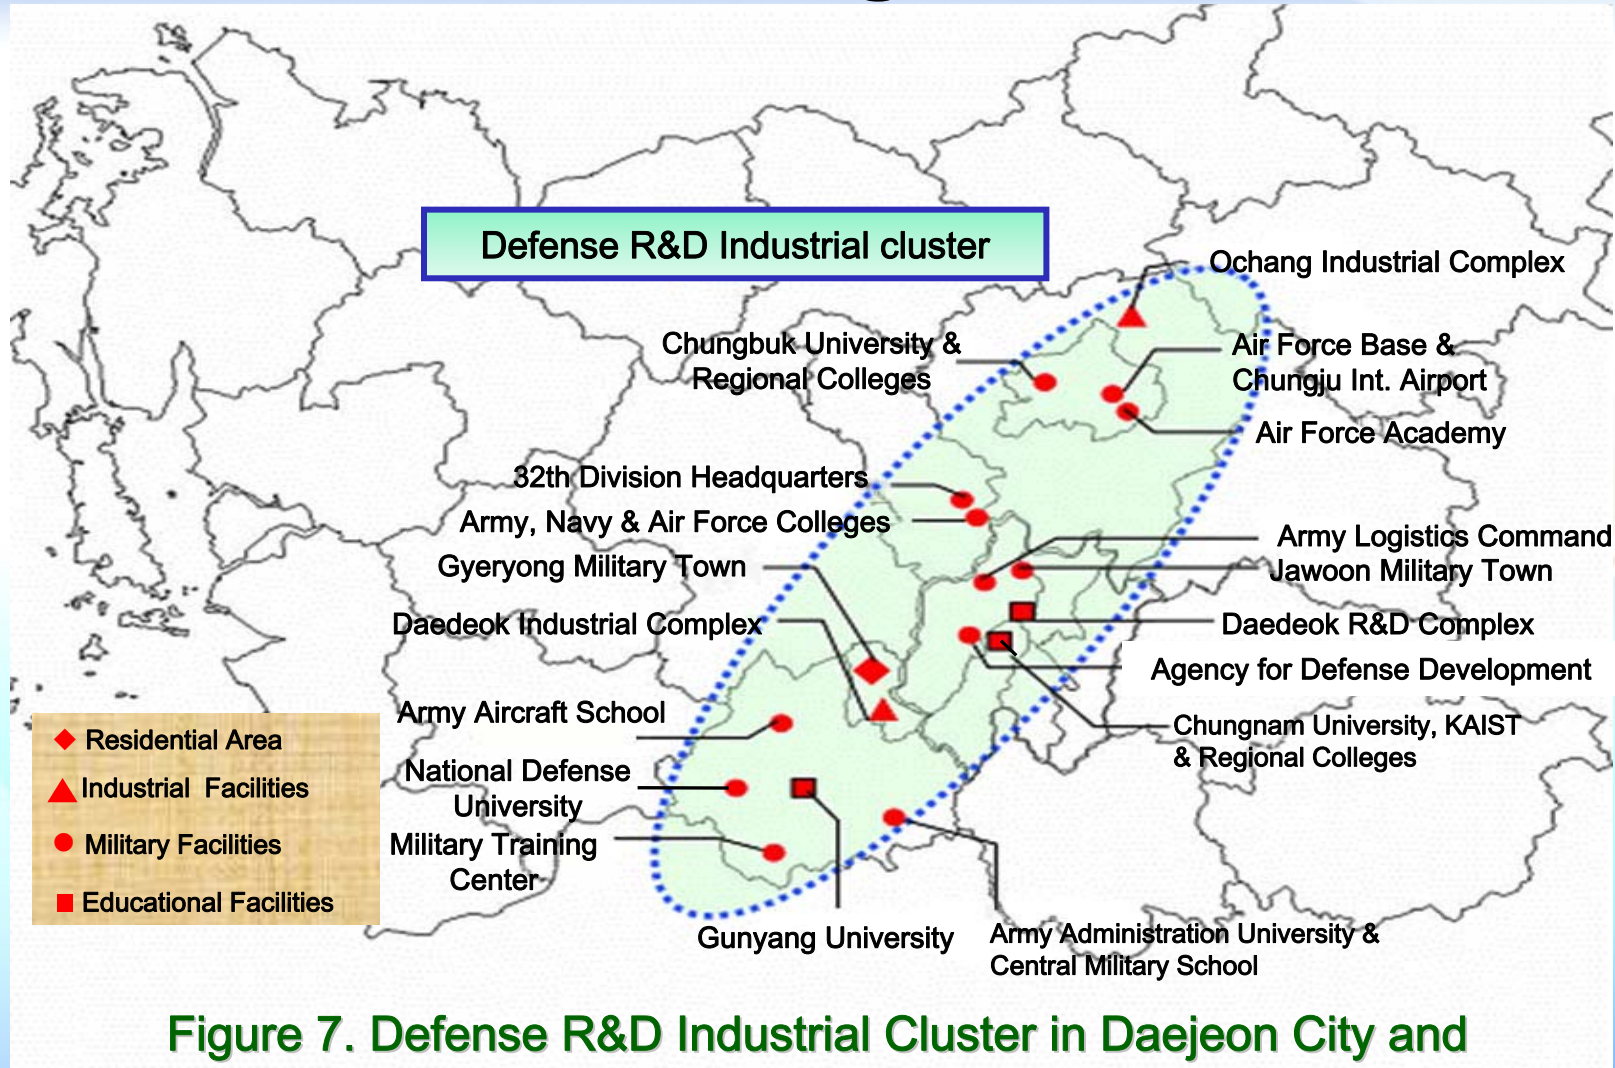 Defense R&D Industrial cluster
Ochang Industrial Complex
Chungbuk University &
Regional Colleges
Air Force Base &
Chungju Int. Airport
Air Force Academy
32th Division Headquarters
Army, Navy & Air Force Colleges
Gyeryong Military Town
Army Logistics Command
Jawoon Military Town
Daedeok Industrial Complex
Daedeok R&D Complex
Agency for Defense Development
Army Aircraft School
Chungnam University, KAIST
& Regional Colleges
Residential Area
Industrial Facilities
Military Facilities
Educational Facilities
National Defense
University
Military Training
Center
Gunyang University
Army Administration University &
Central Military School
Figure 7. Defense R&D Industrial Cluster in Daejeon City and